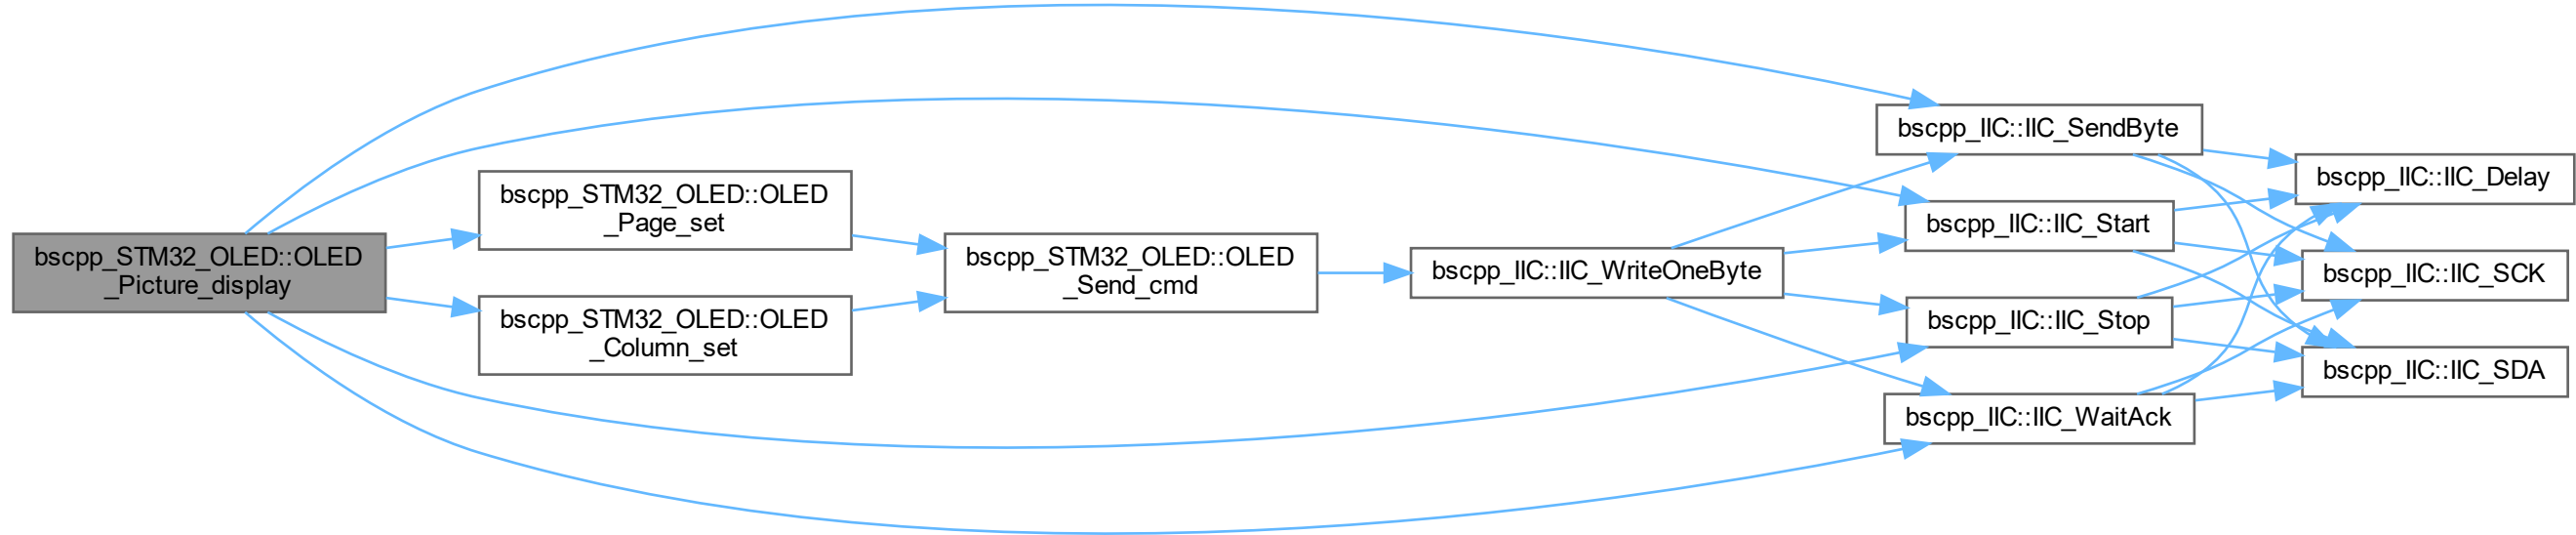 bscpp_STM32_OLED::OLED
_Picture_display
bscpp_STM32_OLED::OLED
_Page_set
bscpp_STM32_OLED::OLED
_Column_set
bscpp_STM32_OLED::OLED
_Send_cmd
bscpp_IIC::IIC_WriteOneByte
bscpp_IIC::IIC_SendByte
bscpp_IIC::IIC_Start
bscpp_IIC::IIC_Stop
bscpp_IIC::IIC_WaitAck
bscpp_IIC::IIC_Delay
bscpp_IIC::IIC_SCK
bscpp_IIC::IIC_SDA